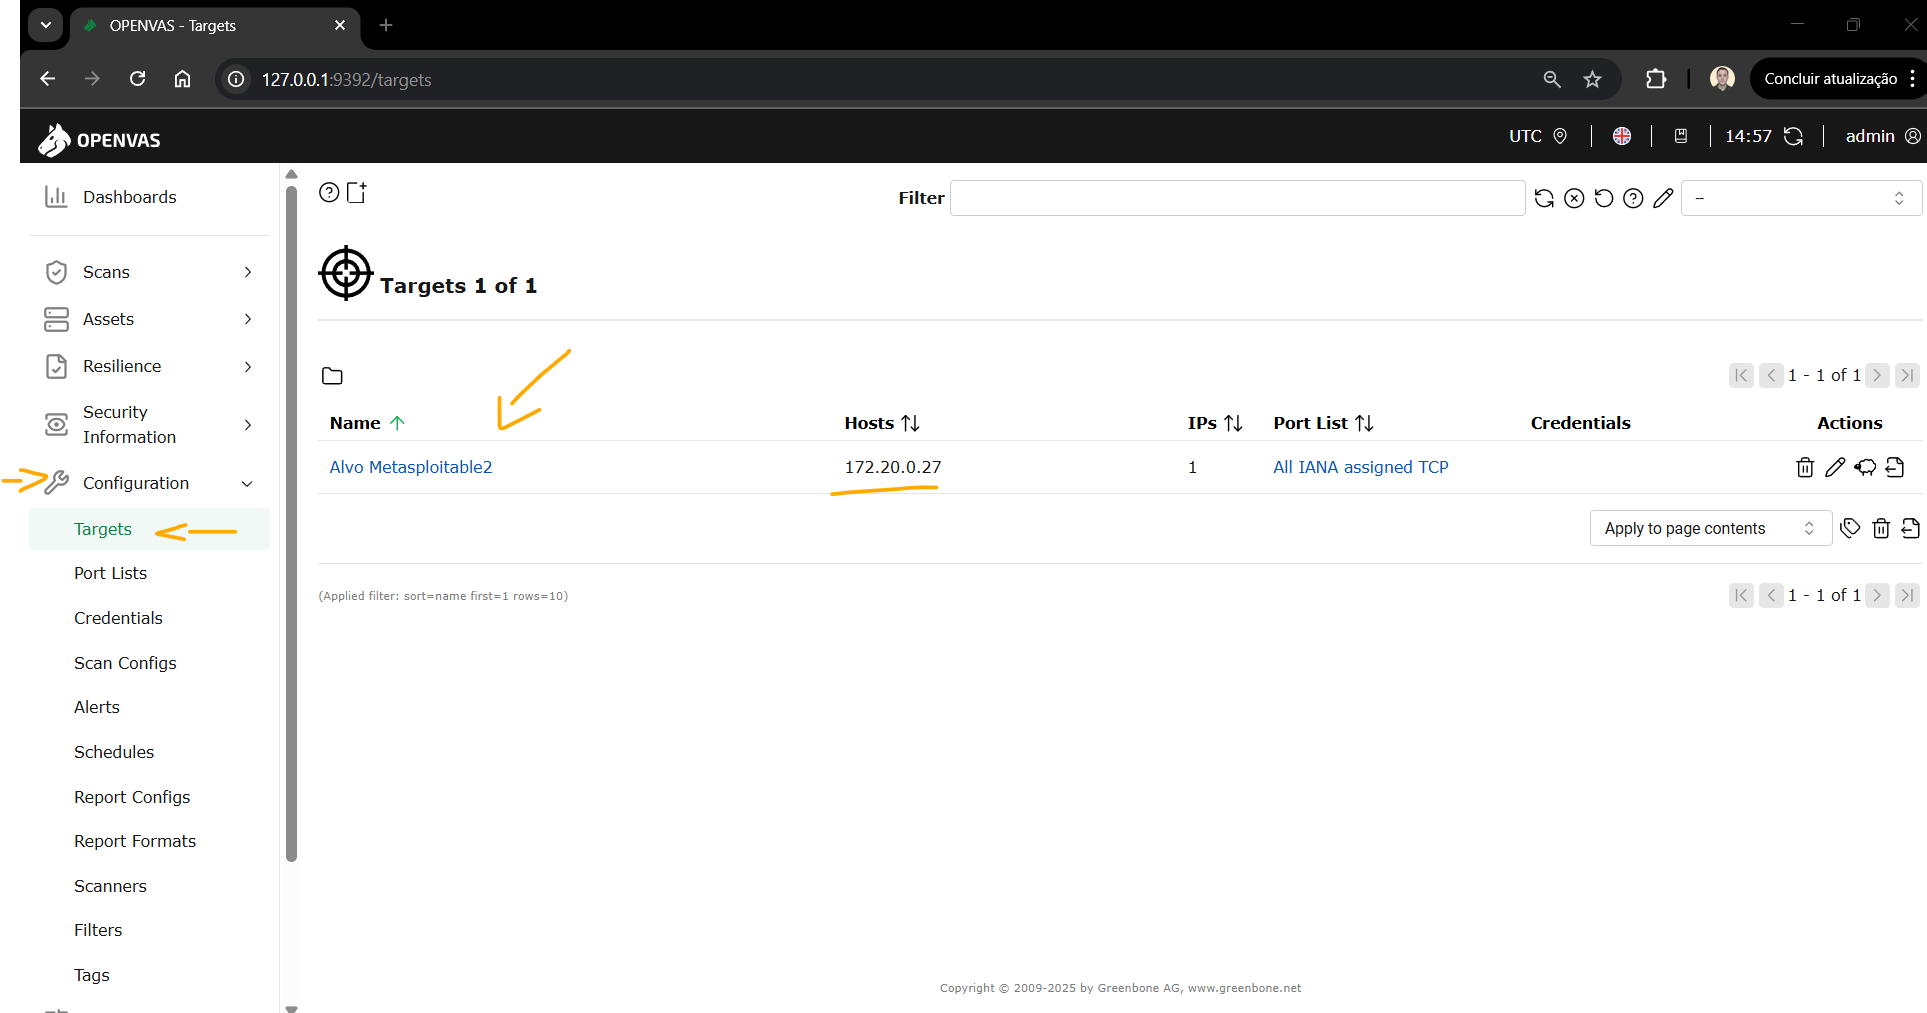 OPENVAS - Targets
127.0.0.1:9392/targets
Concluir atualização
OPENVAS
UTC
14:57
admin
Dashboards
Scans
Assets
Resilience
Security
Information
Configuration
Targets
Port Lists
Credentials
Scan Configs
Alerts
Schedules
Report Configs
Report Formats
Scanners
Filters
Tags
Filter
--
Targets 1 of 1
1 - 1 of 1
Name Hosts IPs Port List Credentials Actions
Alvo Metasploitable2 172.20.0.27 1 All IANA assigned TCP
Apply to page contents
(Applied filter: sort=name first=1 rows=10)
1 - 1 of 1
Copyright © 2009-2025 by Greenbone AG, www.greenbone.net